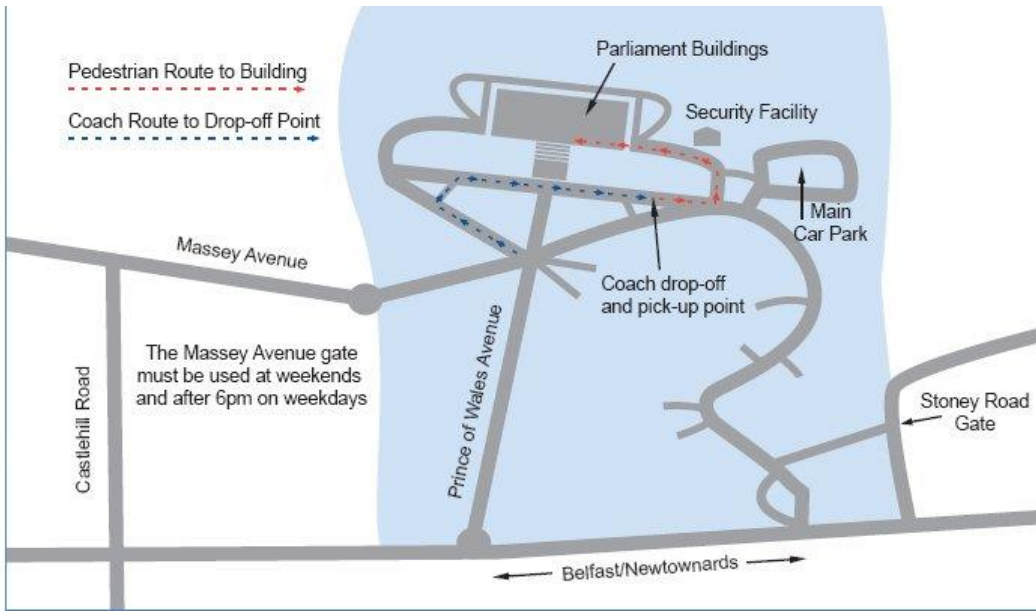 Parliament Buildings
Pedestrian Route to Building
Security Facility
Coach Route to Drop-off Point
Main
Car Park
Massey Avenue
Coach drop-off
and pick-up point
The Massey Avenue gate
must be used at weekends
and after 6pm on weekdays
Castlehill Road
Prince of Wales Avenue
Stoney Road
Gate
Belfast/Newtownards